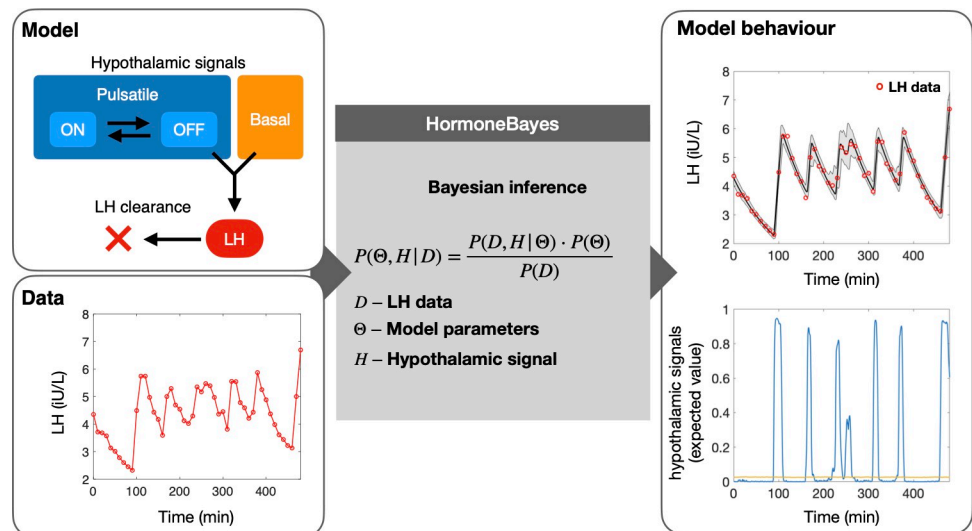 Model
Hypothalamic signals
Pulsatile
ON
OFF
Basal
LH clearance
LH
Data
LH (iU/L)
8
7
6
5
4
3
2
0
100
200
300
400
Time (min)
HormoneBayes
Bayesian inference
P(Θ, H | D) = P(D, H | Θ) · P(Θ) / P(D)
D – LH data
Θ – Model parameters
H – Hypothalamic signal
Model behaviour
LH data
LH (iU/L)
8
7
6
5
4
3
2
0
100
200
300
400
Time (min)
hypothalamic signals
(expected value)
1
0.8
0.6
0.4
0.2
0
0
100
200
300
400
Time (min)